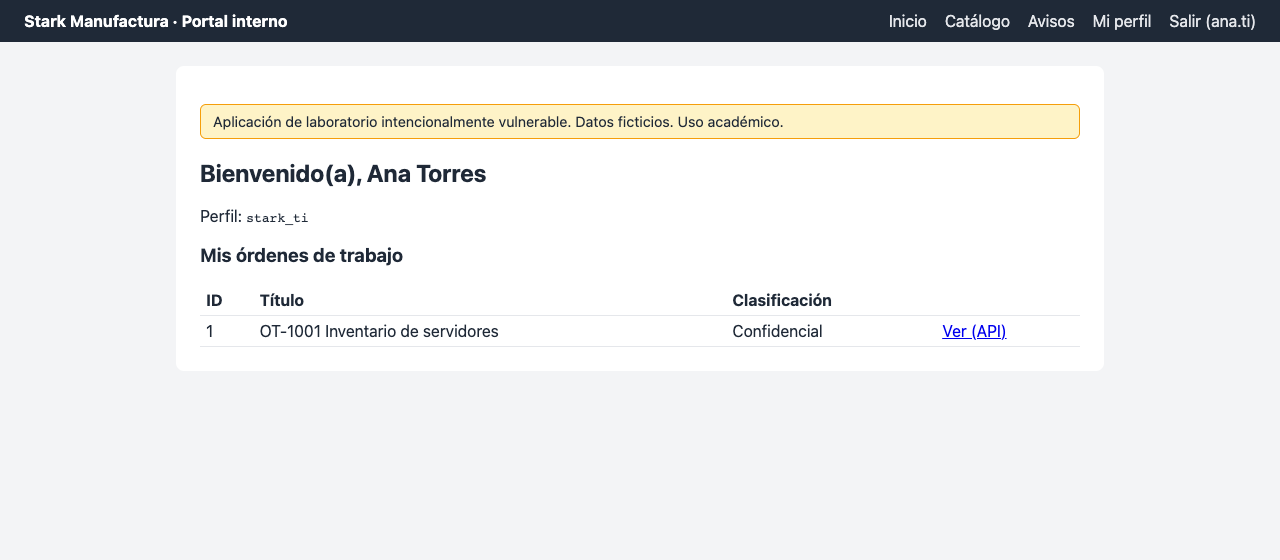 Stark Manufactura · Portal interno
Inicio Catálogo Avisos Mi perfil Salir (ana.ti)
Aplicación de laboratorio intencionalmente vulnerable. Datos ficticios. Uso académico.
Bienvenido(a), Ana Torres
Perfil: stark_ti
Mis órdenes de trabajo
ID Título Clasificación
1 OT-1001 Inventario de servidores Confidencial Ver (API)